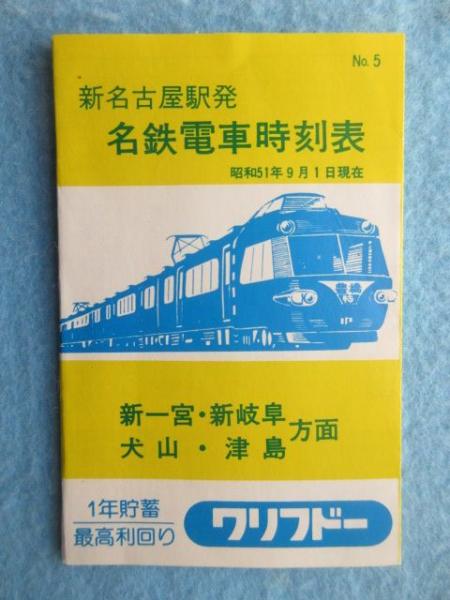 No. 5
新名古屋駅発
名鉄電車時刻表
昭和51年9月1日現在
豊橋
新一宮・新岐阜
犬山・津島
方面
1年貯蓄
最高利回り
ワリフドー